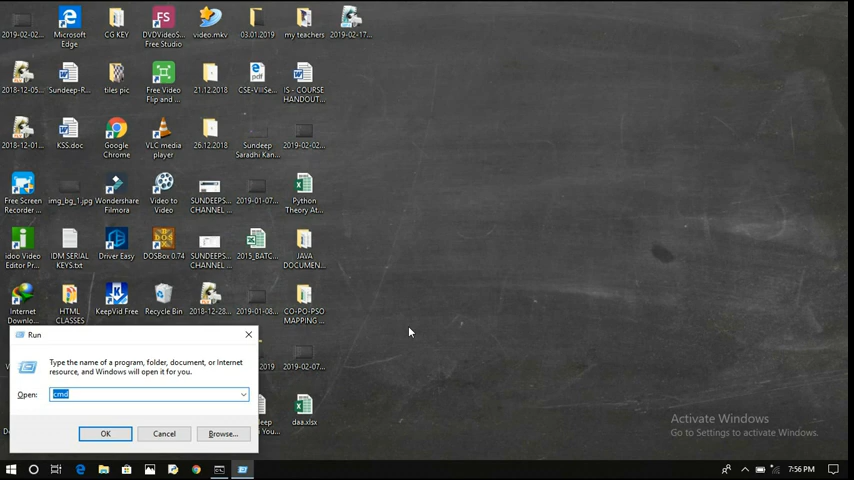 2019-02-02...
Microsoft
Edge
CG KEY
DVDVideoS...
Free Studio
video.mkv
03.01.2019
my teachers
2019-02-17...
2018-12-05...
Sundeep-R...
tiles pic
Free Video
Flip and ...
21.12.2018
CSE-VIIISe...
IS - COURSE
HANDOUT...
2018-12-01...
KSS.doc
Google
Chrome
VLC media
player
26.12.2018
Sundeep
Saradhi Kan...
2019-02-02...
Free Screen
Recorder ...
img_bg_1.jpg
Wondershare
Filmora
Video to
Video
SUNDEEPS...
CHANNEL ...
2019-01-07...
Python
Theory At...
idoo Video
Editor Pr...
IDM SERIAL
KEYS.txt
Driver Easy
DOSBox 0.74
SUNDEEPS...
CHANNEL ...
2015_BATC...
JAVA
DOCUMEN...
Internet
Downlo...
HTML
CLASSES
KeepVid Free
Recycle Bin
2018-12-28...
2019-01-08...
CO-PO-PSO
MAPPING ...
Run
Type the name of a program, folder, document, or Internet
resource, and Windows will open it for you.
2019
2019-02-07...
Open:
cmd
OK
Cancel
Browse...
deep
You...
daa.xlsx
Activate Windows
Go to Settings to activate Windows.
7:56 PM